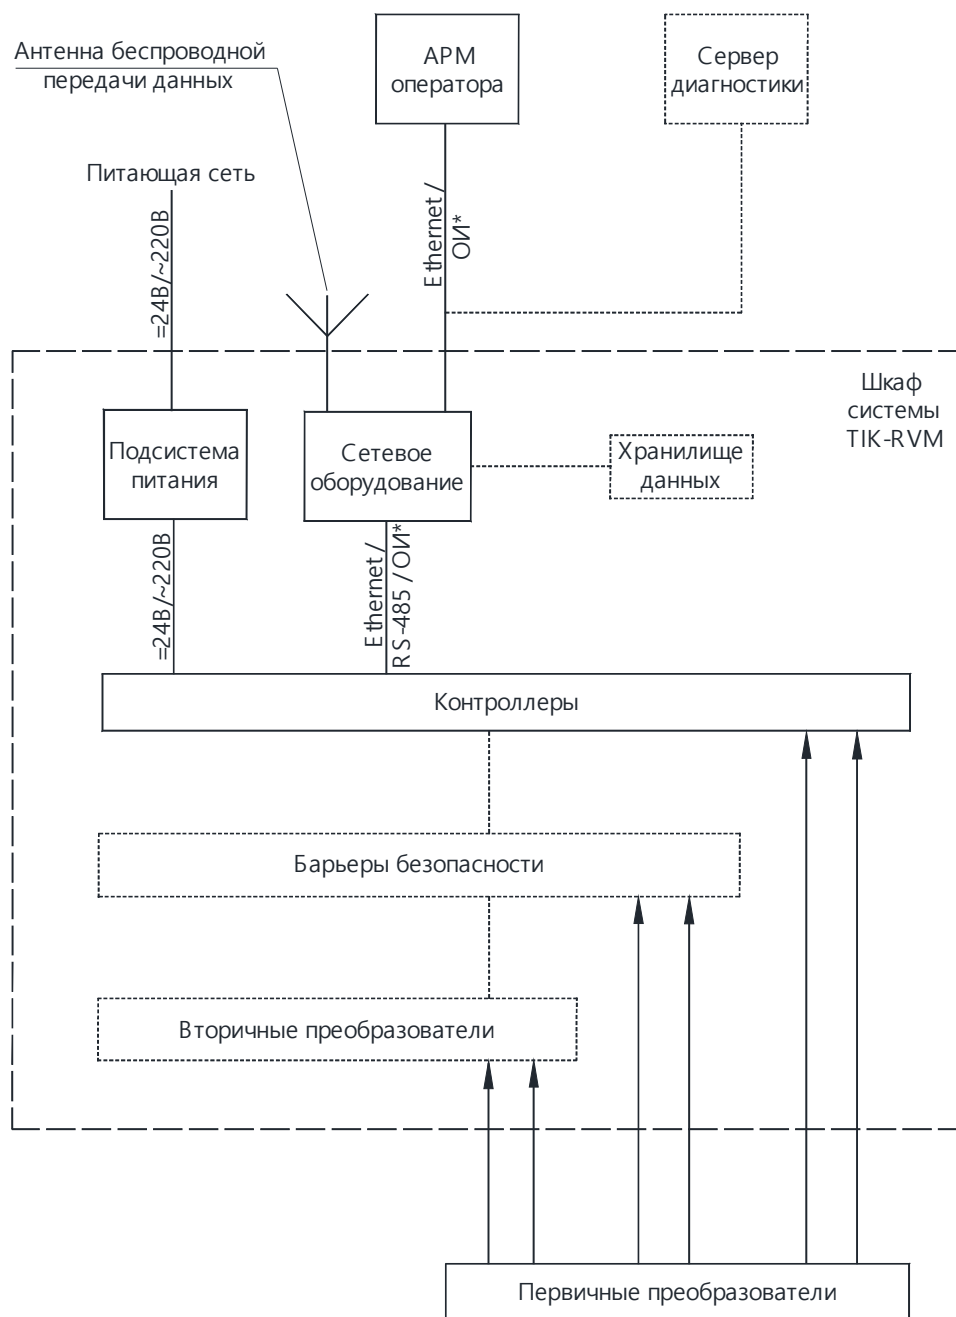 Антенна беспроводной
передачи данных
АРМ
оператора
Сервер
диагностики
Питающая сеть
=24В/~220В
Ethernet /
ОИ*
Шкаф
системы
TIK-RVM
Подсистема
питания
Сетевое
оборудование
Хранилище
данных
=24В/~220В
Ethernet /
RS-485 / ОИ*
Контроллеры
Барьеры безопасности
Вторичные преобразователи
Первичные преобразователи